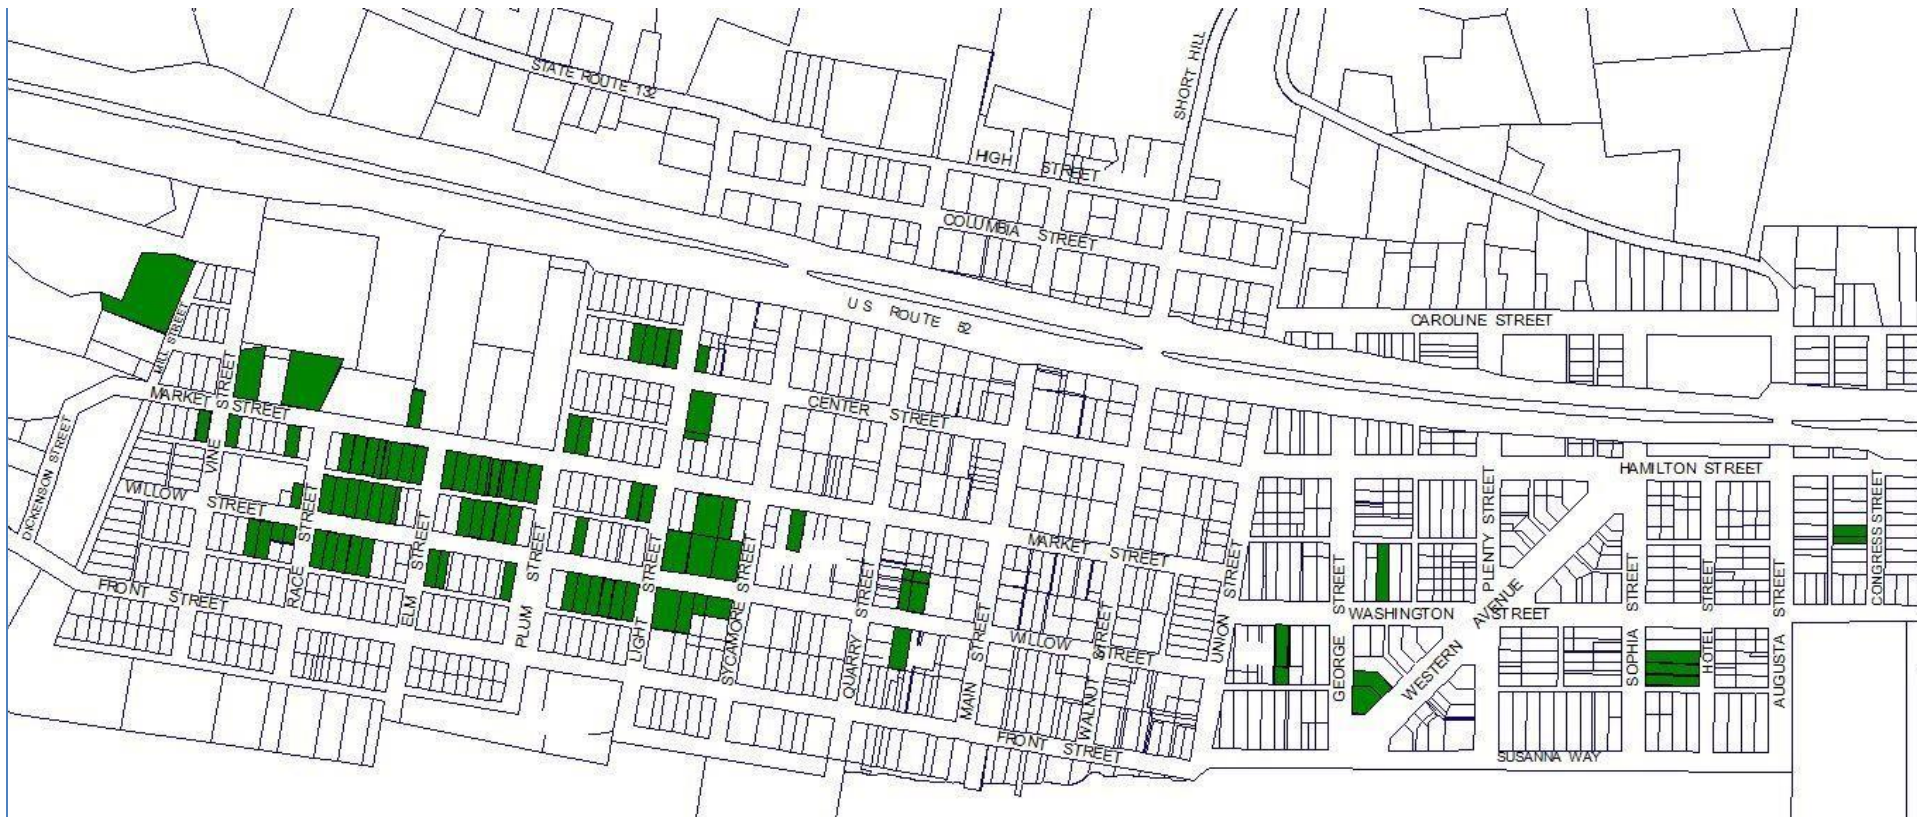 STATE ROUTE 132
SHORT HILL
HIGH STREET
COLUMBIA STREET
U S ROUTE 52
CAROLINE STREET
MILL STREET
MARKET STREET
VINE STREET
CENTER STREET
DICKENSON STREET
WILLOW STREET
HAMILTON STREET
RACE STREET
ELM STREET
PLUM STREET
LIGHT STREET
SYCAMORE STREET
QUARRY STREET
MAIN STREET
WALNUT STREET
UNION STREET
MARKET STREET
FRONT STREET
WILLOW STREET
GEORGE STREET
WASHINGTON STREET
WESTERN AVENUE
PLENTY STREET
SOPHIA STREET
HOTEL STREET
AUGUSTA STREET
CONGRESS STREET
FRONT STREET
SUSANNA WAY